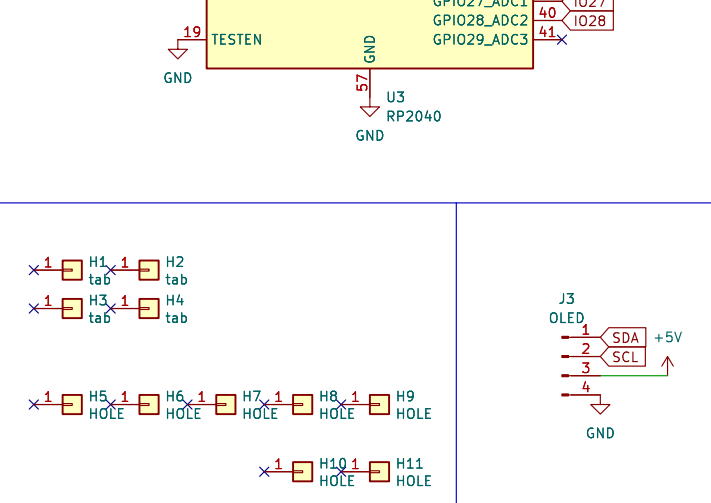 GPIO27_ADC1 IO27
GPIO28_ADC2 40 IO28
19 TESTEN GPIO29_ADC3 41
GND
GND
57
U3
RP2040
GND
1 H1 1 H2
tab tab
1 H3 1 H4
tab tab
J3
OLED
1 SDA +5V
2 SCL
3
4
GND
1 H5 1 H6 1 H7 1 H8 1 H9
HOLE HOLE HOLE HOLE HOLE
1 H10 1 H11
HOLE HOLE